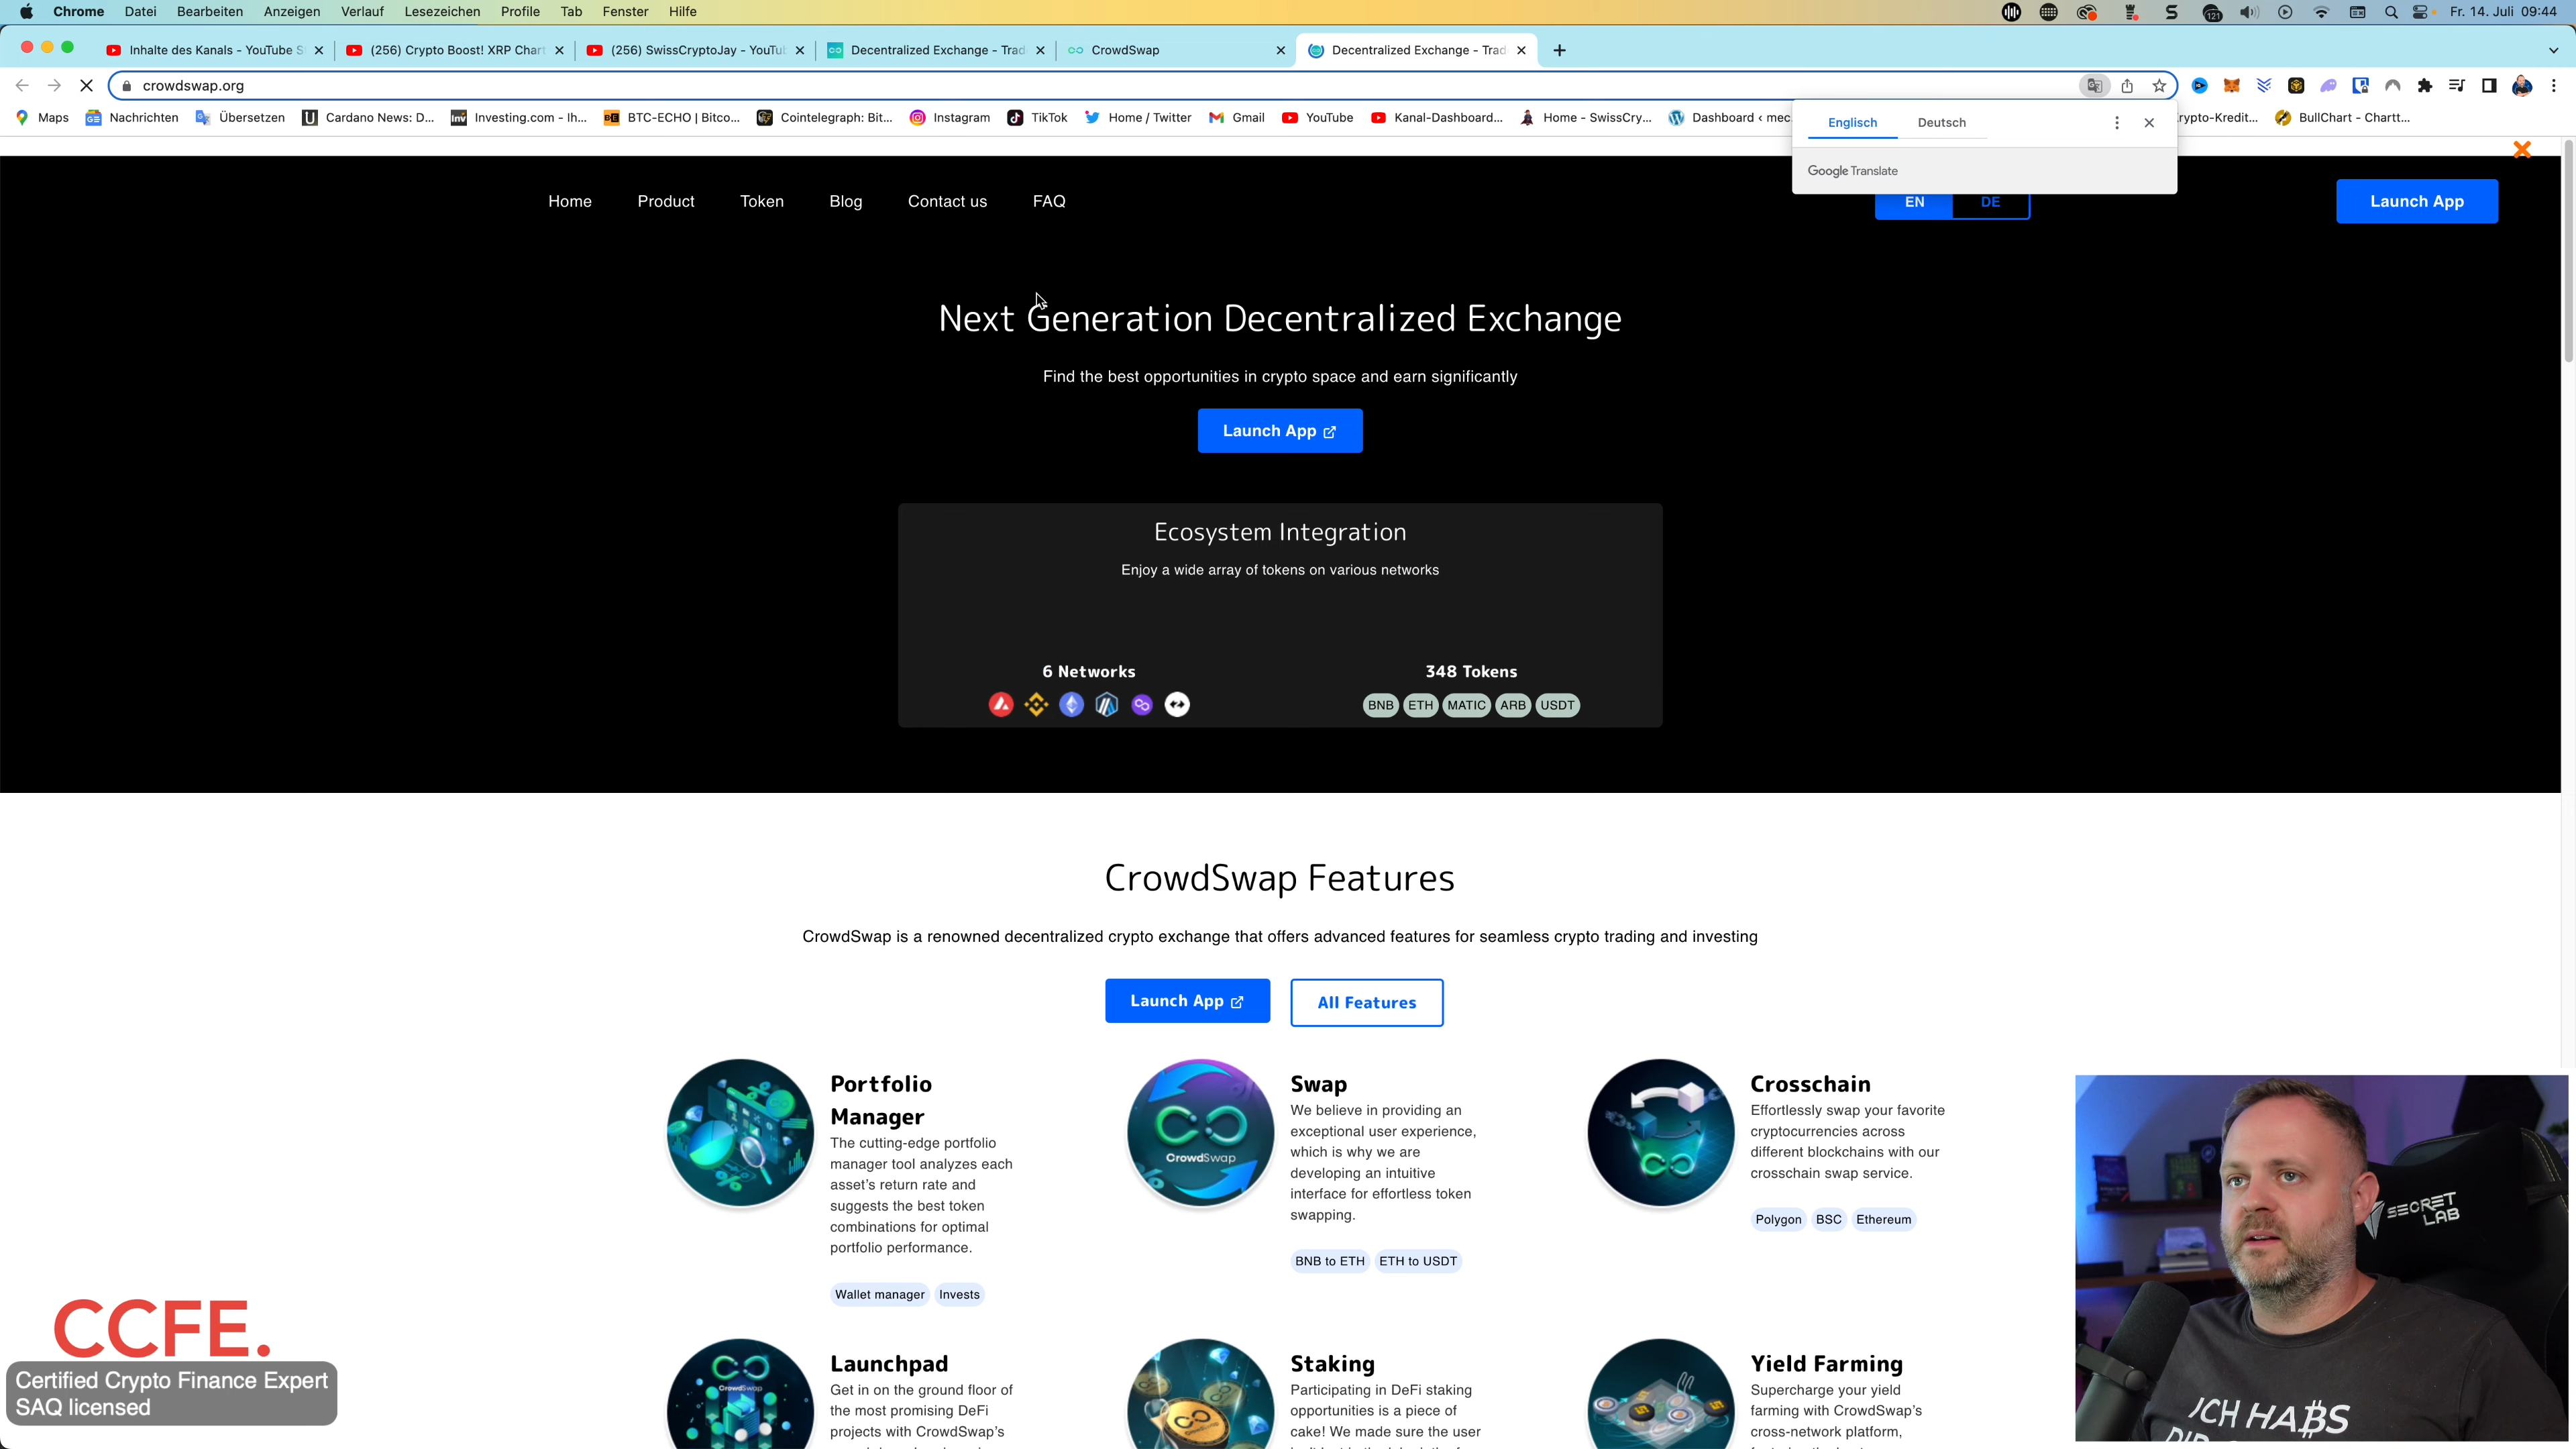 Chrome Datei Bearbeiten Anzeigen Verlauf Lesezeichen Profile Tab Fenster Hilfe
121 Fr. 14. Juli 09:44
Inhalte des Kanals - YouTube S
(256) Crypto Boost! XRP Chart
(256) SwissCryptoJay - YouTu
Decentralized Exchange - Trad
CrowdSwap
Decentralized Exchange - Trad
crowdswap.org
Maps Nachrichten Übersetzen Cardano News: D... Investing.com - Ih... BTC-ECHO | Bitco... Cointelegraph: Bit... Instagram TikTok Home / Twitter Gmail YouTube Kanal-Dashboard... Home - SwissCry... Dashboard ‹ mec rypto-Kredit... BullChart - Chartt...
Englisch Deutsch
Google Translate
Home Product Token Blog Contact us FAQ
EN DE
Launch App
Next Generation Decentralized Exchange
Find the best opportunities in crypto space and earn significantly
Launch App
Ecosystem Integration
Enjoy a wide array of tokens on various networks
6 Networks
348 Tokens
BNB ETH MATIC ARB USDT
CrowdSwap Features
CrowdSwap is a renowned decentralized crypto exchange that offers advanced features for seamless crypto trading and investing
Launch App
All Features
Portfolio
Manager
The cutting-edge portfolio
manager tool analyzes each
asset's return rate and
suggests the best token
combinations for optimal
portfolio performance.
Wallet manager Invests
CrowdSwap
Swap
We believe in providing an
exceptional user experience,
which is why we are
developing an intuitive
interface for effortless token
swapping.
BNB to ETH ETH to USDT
Crosschain
Effortlessly swap your favorite
cryptocurrencies across
different blockchains with our
crosschain swap service.
Polygon BSC Ethereum
CrowdSwap
Launchpad
Get in on the ground floor of
the most promising DeFi
projects with CrowdSwap's
Staking
Participating in DeFi staking
opportunities is a piece of
cake! We made sure the user
Yield Farming
Supercharge your yield
farming with CrowdSwap's
cross-network platform,
CCFE.
Certified Crypto Finance Expert
SAQ licensed
SECRET
LAB
ICH HABS